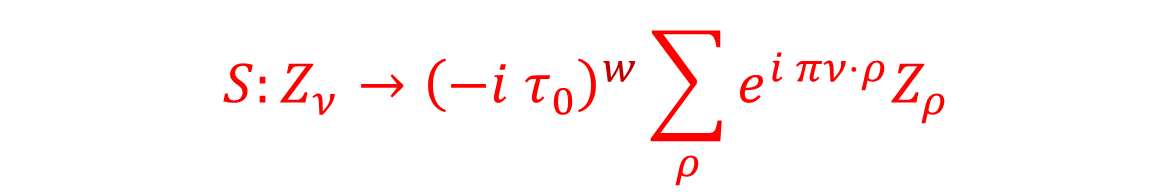 S: Z_ν → (−i τ_0)^w ∑_ρ e^{i πν·ρ} Z_ρ